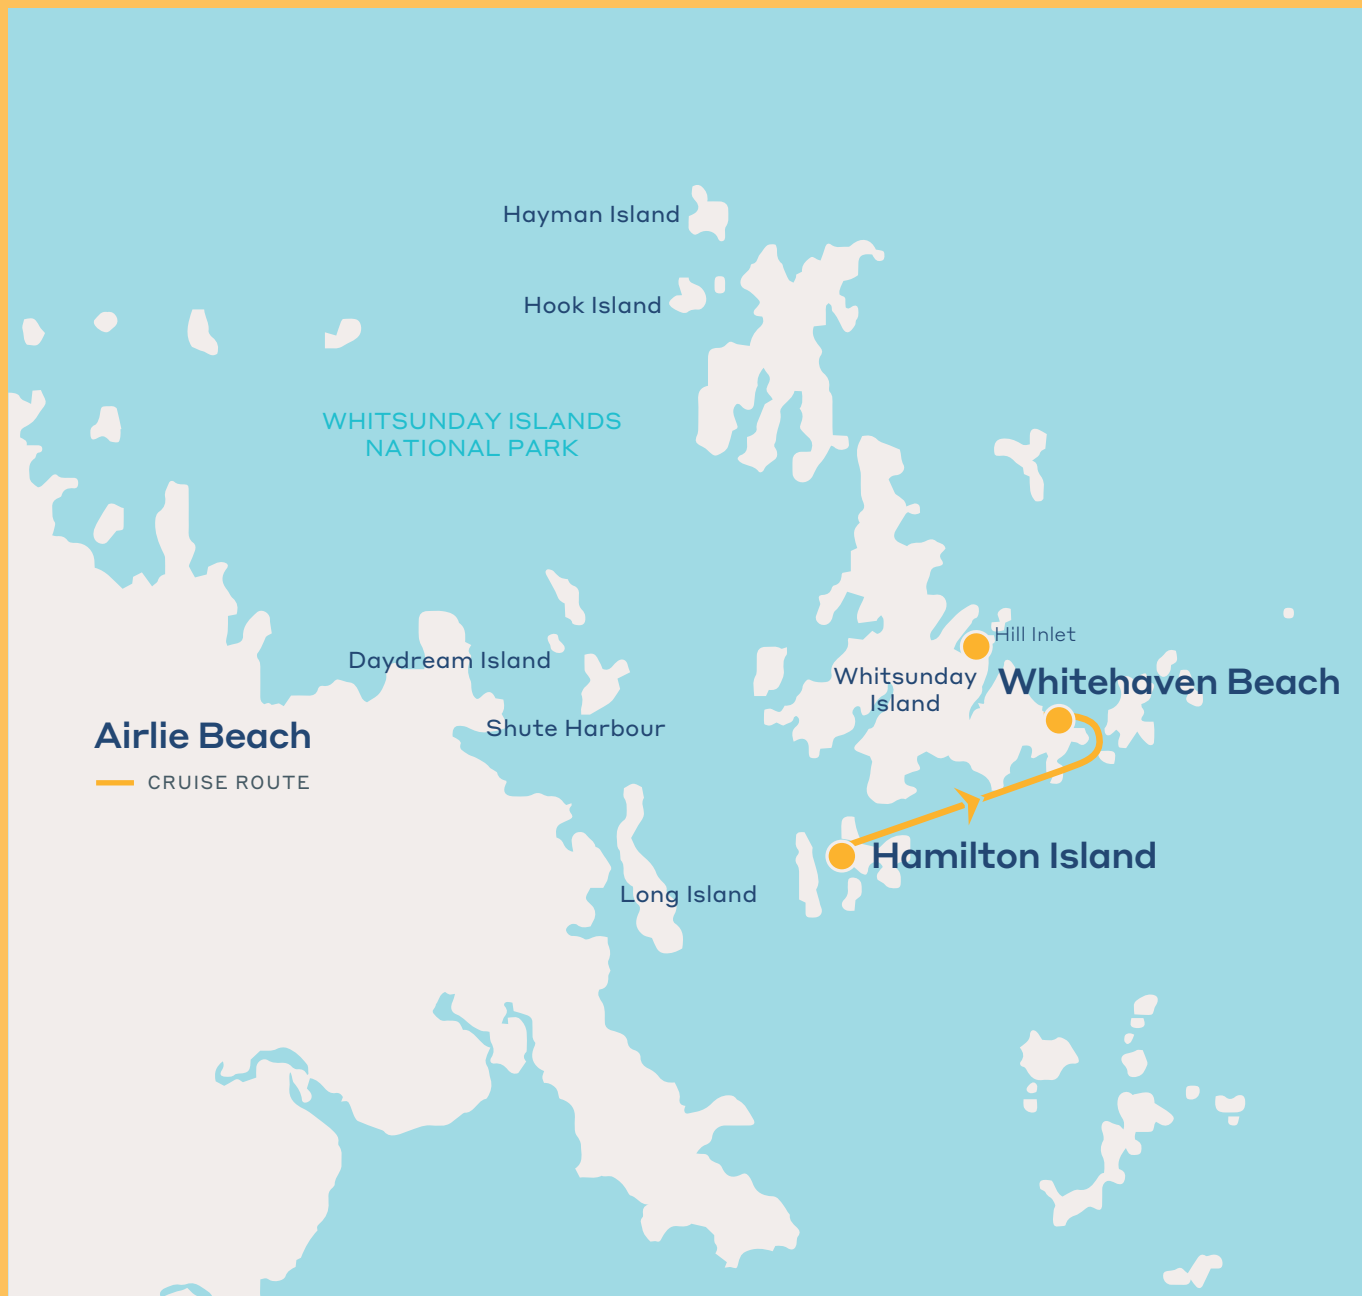 Hayman Island
Hook Island
WHITSUNDAY ISLANDS
NATIONAL PARK
Hill Inlet
Daydream Island
Whitsunday
Island
Whitehaven Beach
Shute Harbour
Airlie Beach
CRUISE ROUTE
Hamilton Island
Long Island